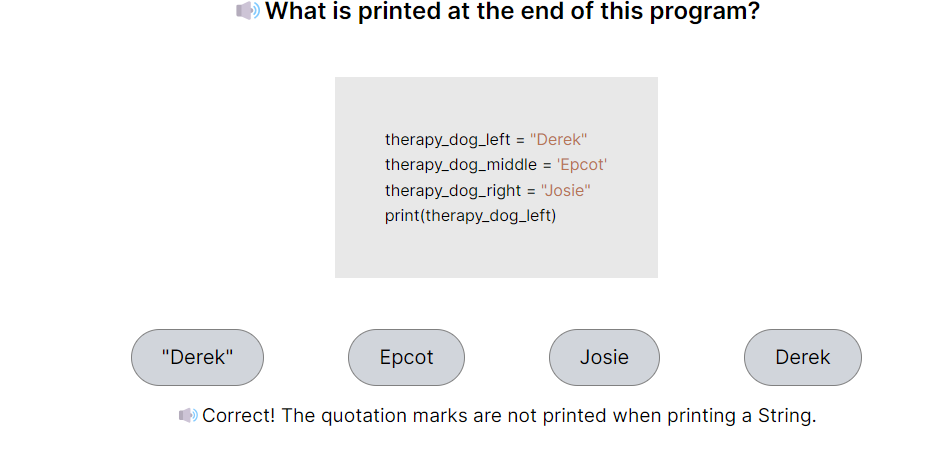 What is printed at the end of this program?
therapy_dog_left = "Derek"
therapy_dog_middle = 'Epcot'
therapy_dog_right = "Josie"
print(therapy_dog_left)
"Derek" Epcot Josie Derek
Correct! The quotation marks are not printed when printing a String.